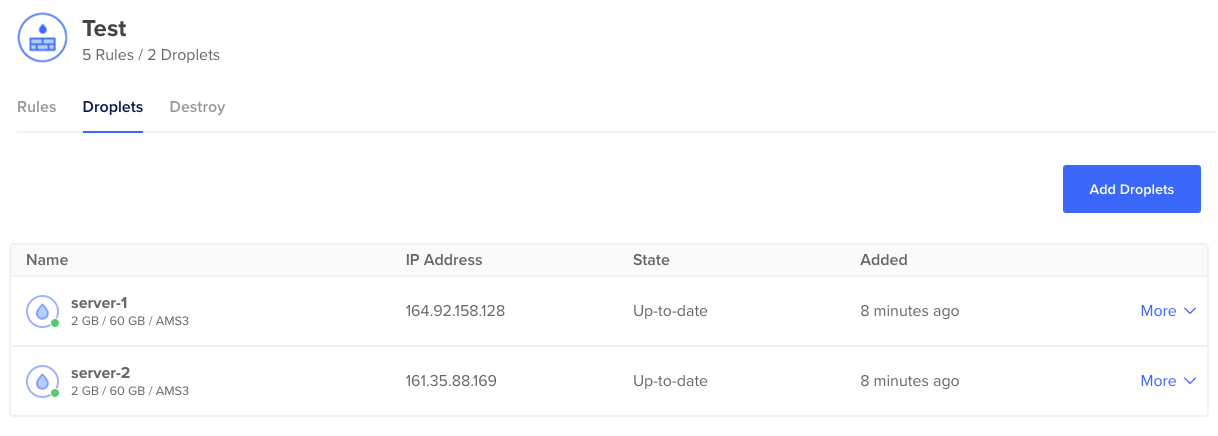 Test
5 Rules / 2 Droplets
Rules Droplets Destroy
Add Droplets
Name IP Address State Added
server-1
2 GB / 60 GB / AMS3
164.92.158.128 Up-to-date 8 minutes ago More
server-2
2 GB / 60 GB / AMS3
161.35.88.169 Up-to-date 8 minutes ago More